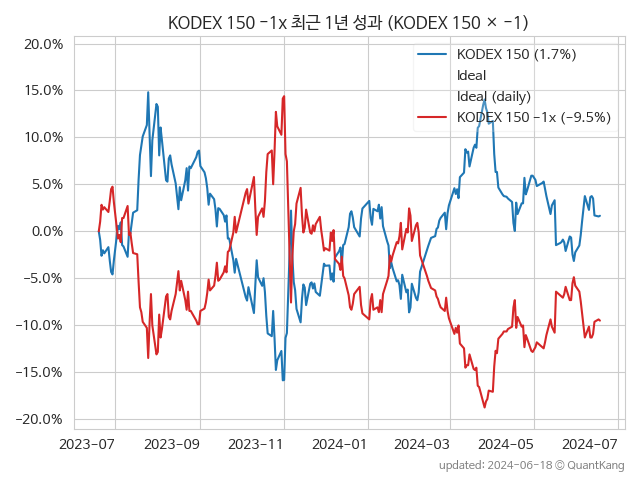 KODEX 150 −1x 최근 1년 성과 (KODEX 150 × −1)
20.0%
15.0%
10.0%
5.0%
0.0%
−5.0%
−10.0%
−15.0%
−20.0%
KODEX 150 (1.7%)
Ideal
Ideal (daily)
KODEX 150 −1x (−9.5%)
2023-07
2023-09
2023-11
2024-01
2024-03
2024-05
2024-07
updated: 2024-06-18 ⓒ QuantKang